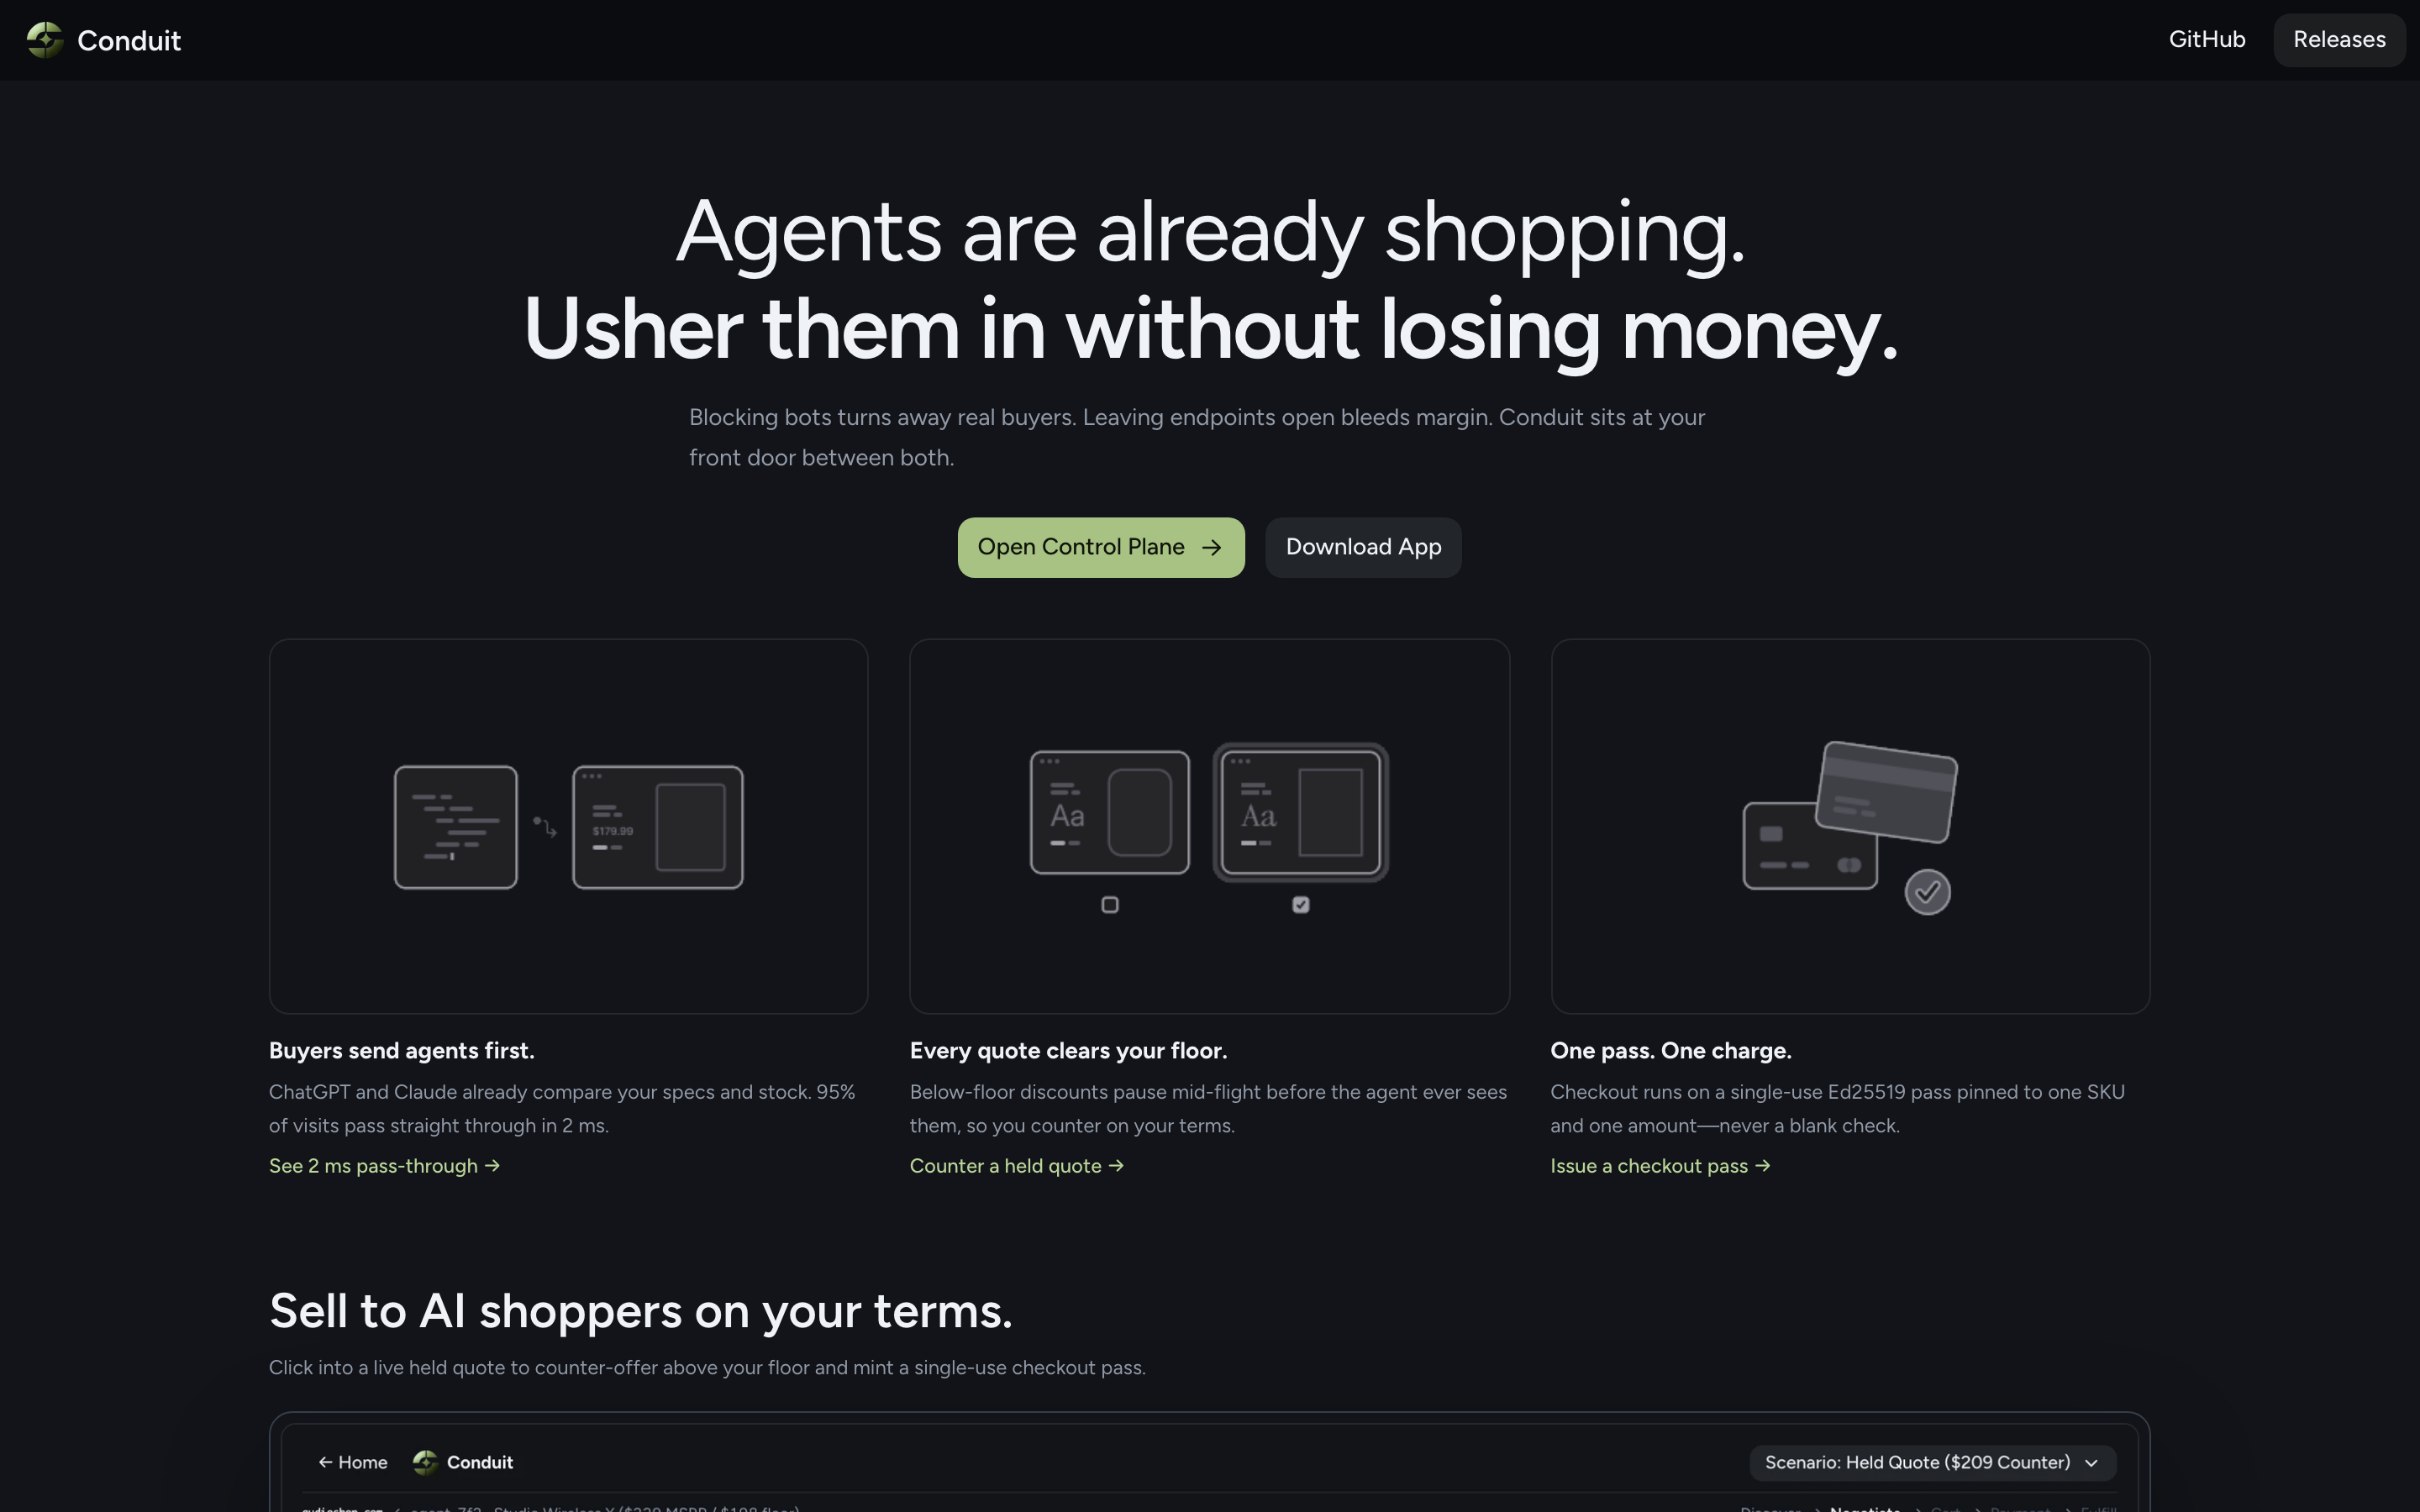 Conduit
GitHub
Releases
Agents are already shopping.
Usher them in without losing money.
Blocking bots turns away real buyers. Leaving endpoints open bleeds margin. Conduit sits at your
front door between both.
Open Control Plane →
Download App
$179.99
Aa
Aa
Buyers send agents first.
ChatGPT and Claude already compare your specs and stock. 95%
of visits pass straight through in 2 ms.
See 2 ms pass-through →
Every quote clears your floor.
Below-floor discounts pause mid-flight before the agent ever sees
them, so you counter on your terms.
Counter a held quote →
One pass. One charge.
Checkout runs on a single-use Ed25519 pass pinned to one SKU
and one amount—never a blank check.
Issue a checkout pass →
Sell to AI shoppers on your terms.
Click into a live held quote to counter-offer above your floor and mint a single-use checkout pass.
← Home
Conduit
Scenario: Held Quote ($209 Counter)